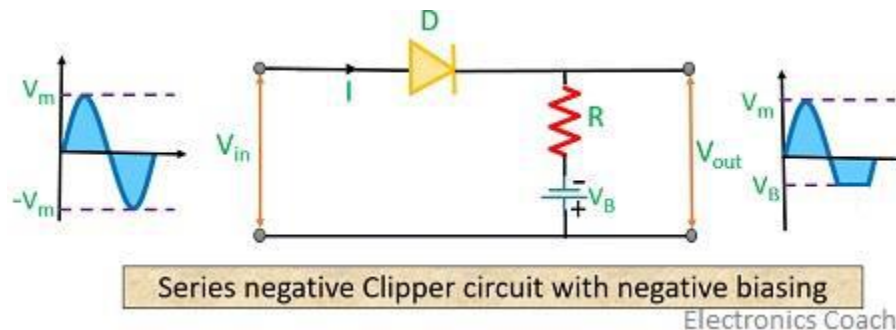 D
Vm
-Vm
I
Vin
R
-
VB
+
Vout
Vm
VB
Series negative Clipper circuit with negative biasing
Electronics Coach